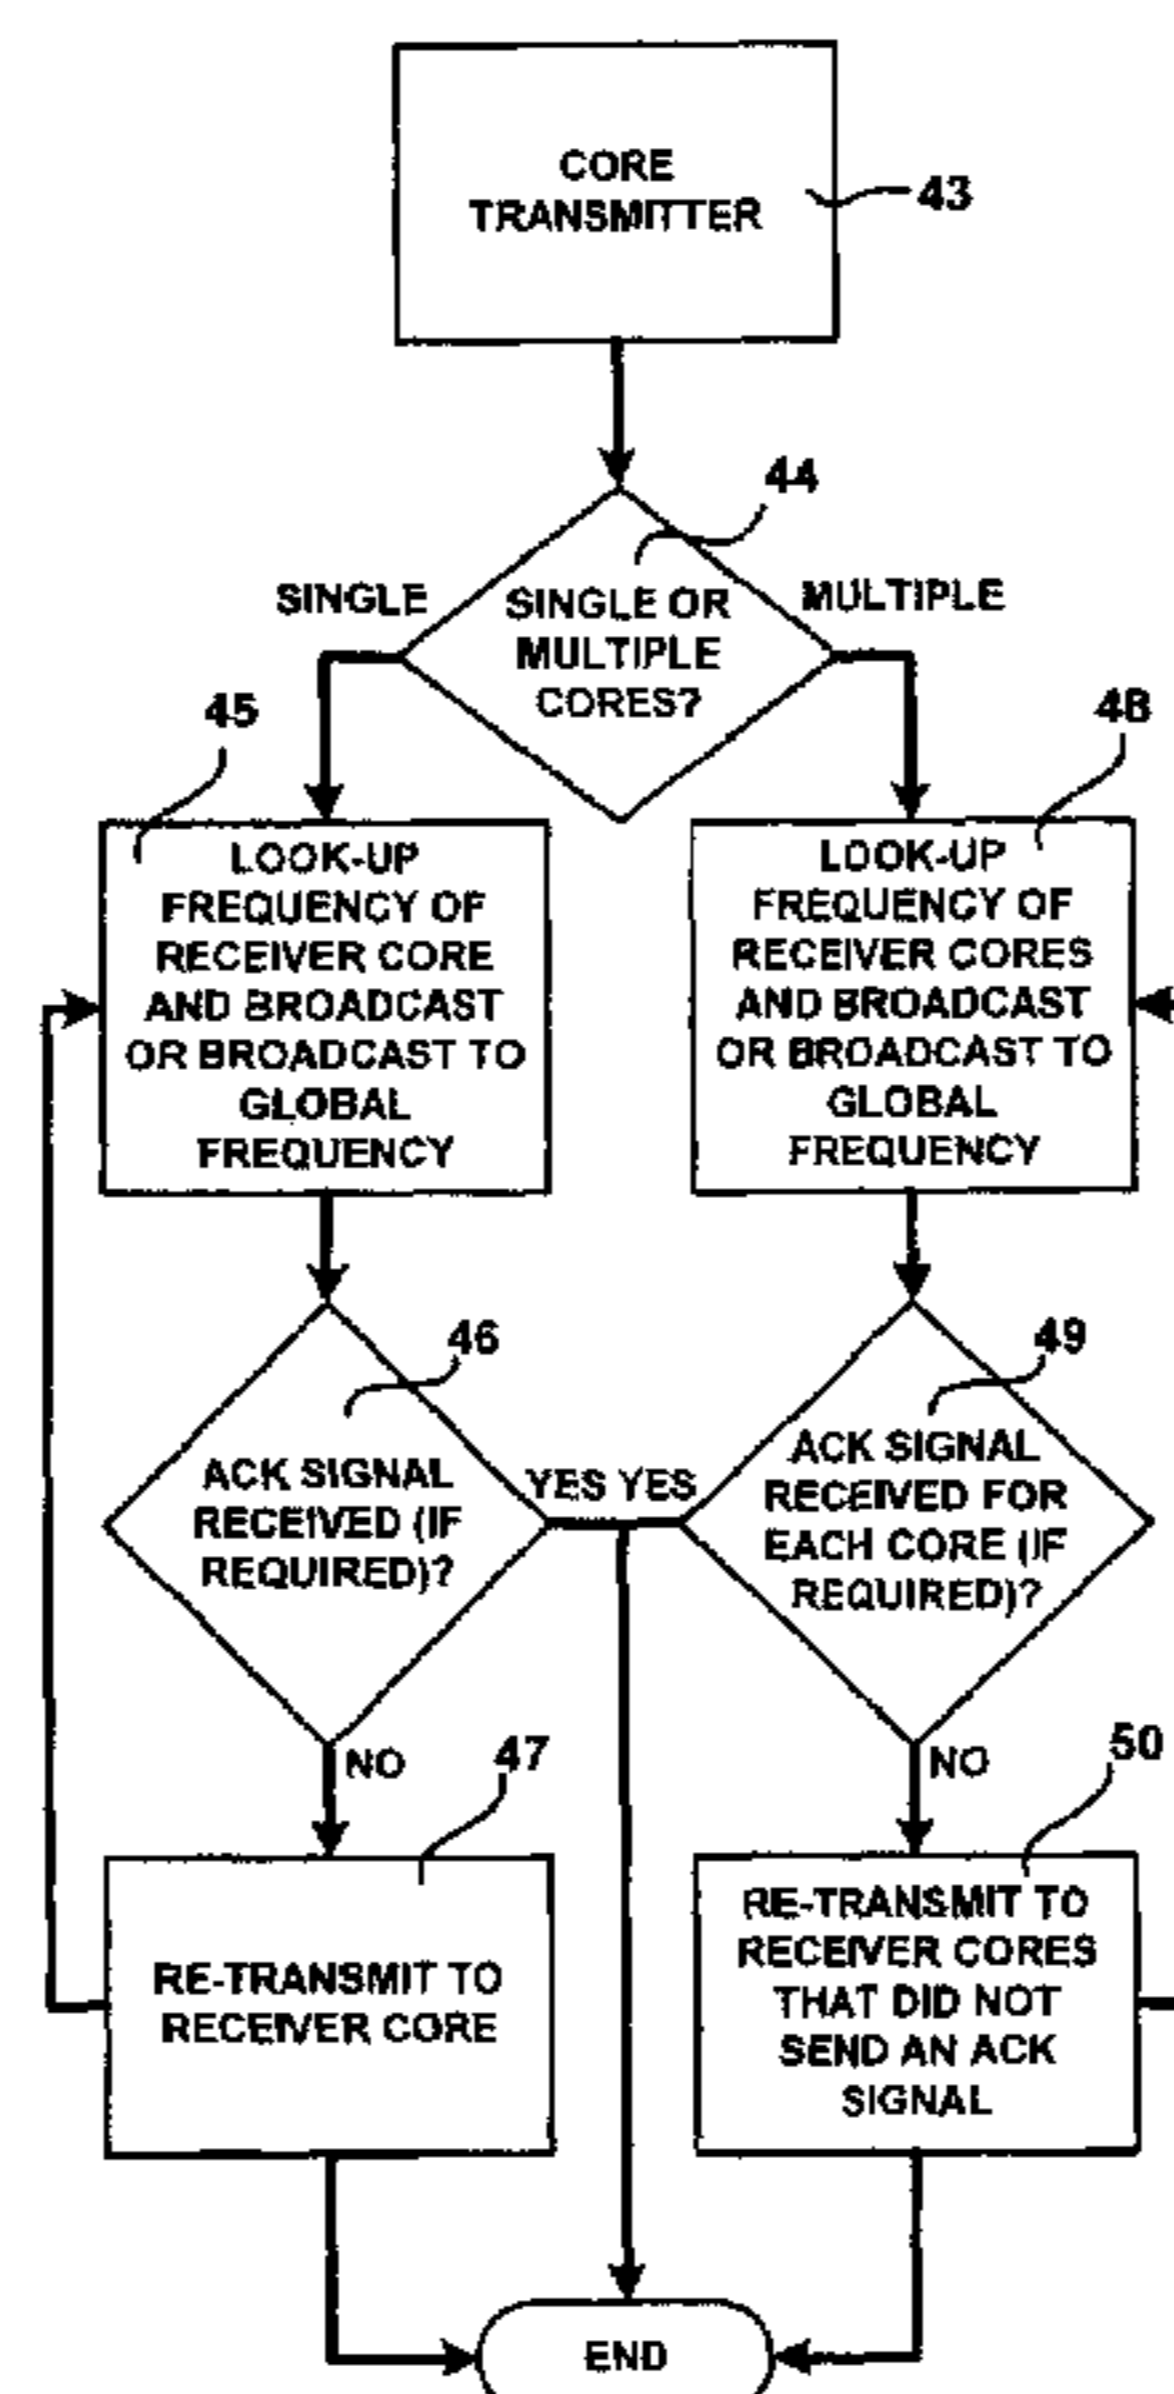 CORE
TRANSMITTER
43
44
SINGLE
SINGLE OR
MULTIPLE
CORES?
MULTIPLE
45
LOOK-UP
FREQUENCY OF
RECEIVER CORE
AND BROADCAST
OR BROADCAST TO
GLOBAL
FREQUENCY
48
LOOK-UP
FREQUENCY OF
RECEIVER CORES
AND BROADCAST
OR BROADCAST TO
GLOBAL
FREQUENCY
46
ACK SIGNAL
RECEIVED (IF
REQUIRED)?
YES YES
49
ACK SIGNAL
RECEIVED FOR
EACH CORE (IF
REQUIRED)?
NO
47
RE-TRANSMIT TO
RECEIVER CORE
NO
50
RE-TRANSMIT TO
RECEIVER CORES
THAT DID NOT
SEND AN ACK
SIGNAL
END